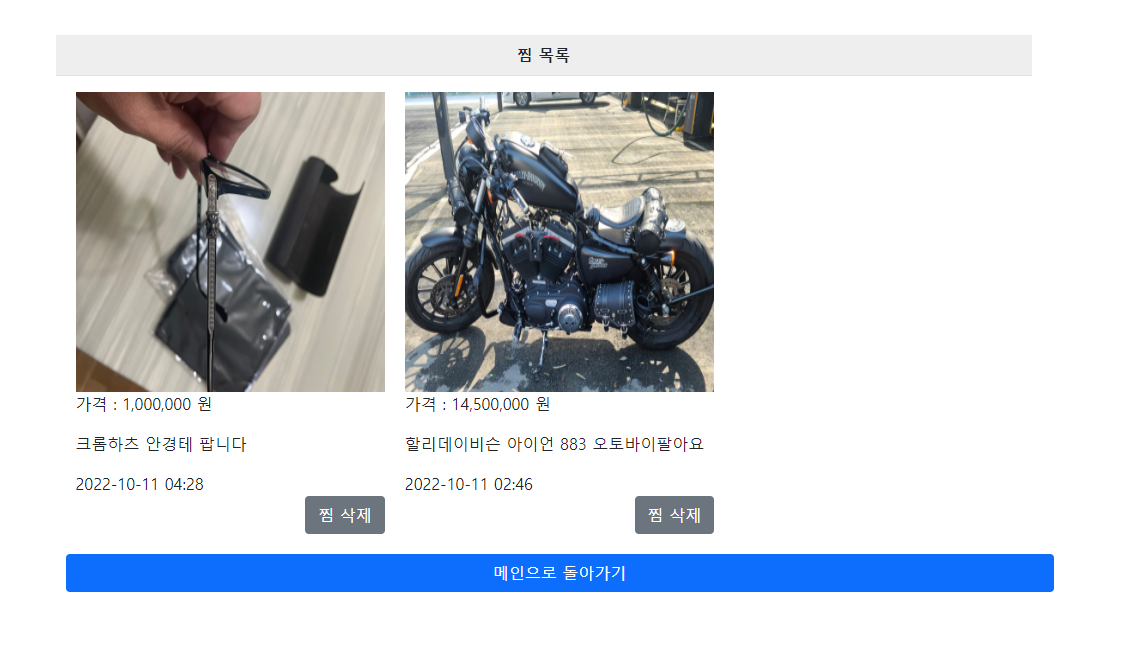 찜 목록
가격 : 1,000,000 원
크롬하츠 안경테 팝니다
2022-10-11 04:28
찜 삭제
HARLEY-DAVIDSON
가격 : 14,500,000 원
할리데이비슨 아이언 883 오토바이팔아요
2022-10-11 02:46
찜 삭제
메인으로 돌아가기